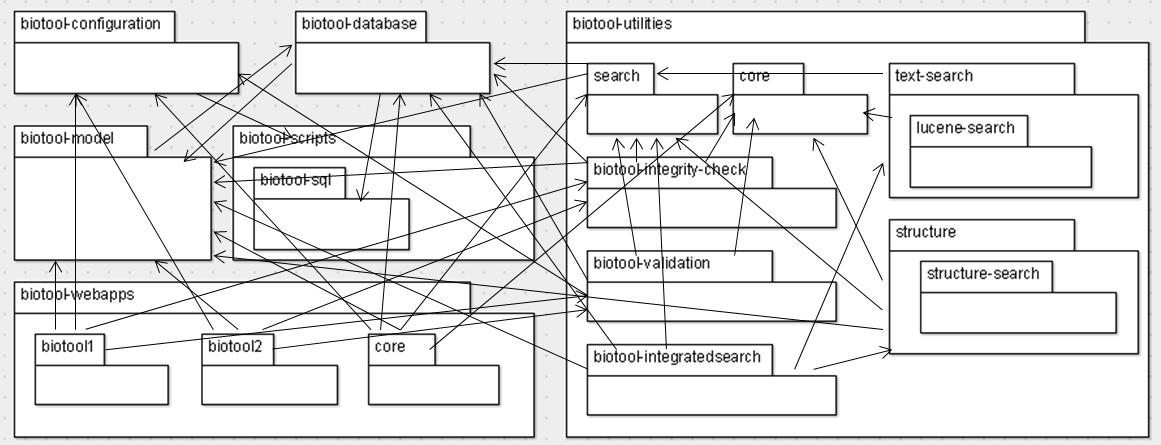 biotool-configuration
biotool-database
biotool-utilities
search
core
text-search
lucene-search
biotool-model
biotool-scripts
biotool-sql
biotool-integrity-check
structure
structure-search
biotool-validation
biotool-webapps
biotool1
biotool2
core
biotool-integratedsearch